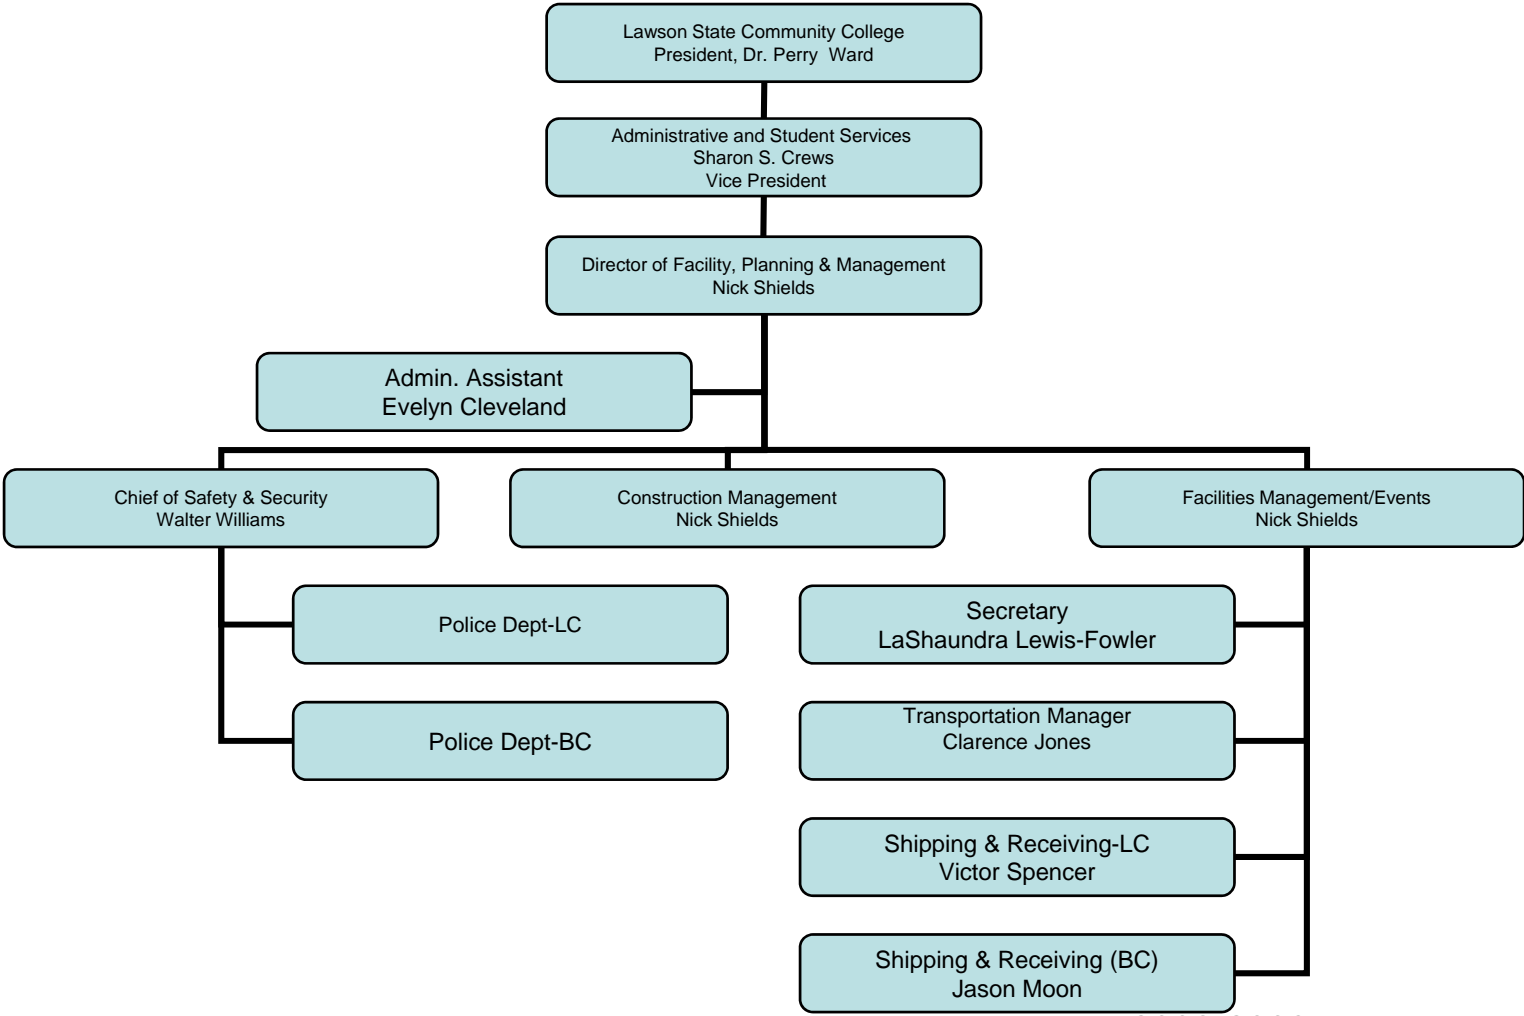 Lawson State Community College
President, Dr. Perry Ward
Administrative and Student Services
Sharon S. Crews
Vice President
Director of Facility, Planning & Management
Nick Shields
Admin. Assistant
Evelyn Cleveland
Chief of Safety & Security
Walter Williams
Construction Management
Nick Shields
Facilities Management/Events
Nick Shields
Police Dept-LC
Police Dept-BC
Secretary
LaShaundra Lewis-Fowler
Transportation Manager
Clarence Jones
Shipping & Receiving-LC
Victor Spencer
Shipping & Receiving (BC)
Jason Moon